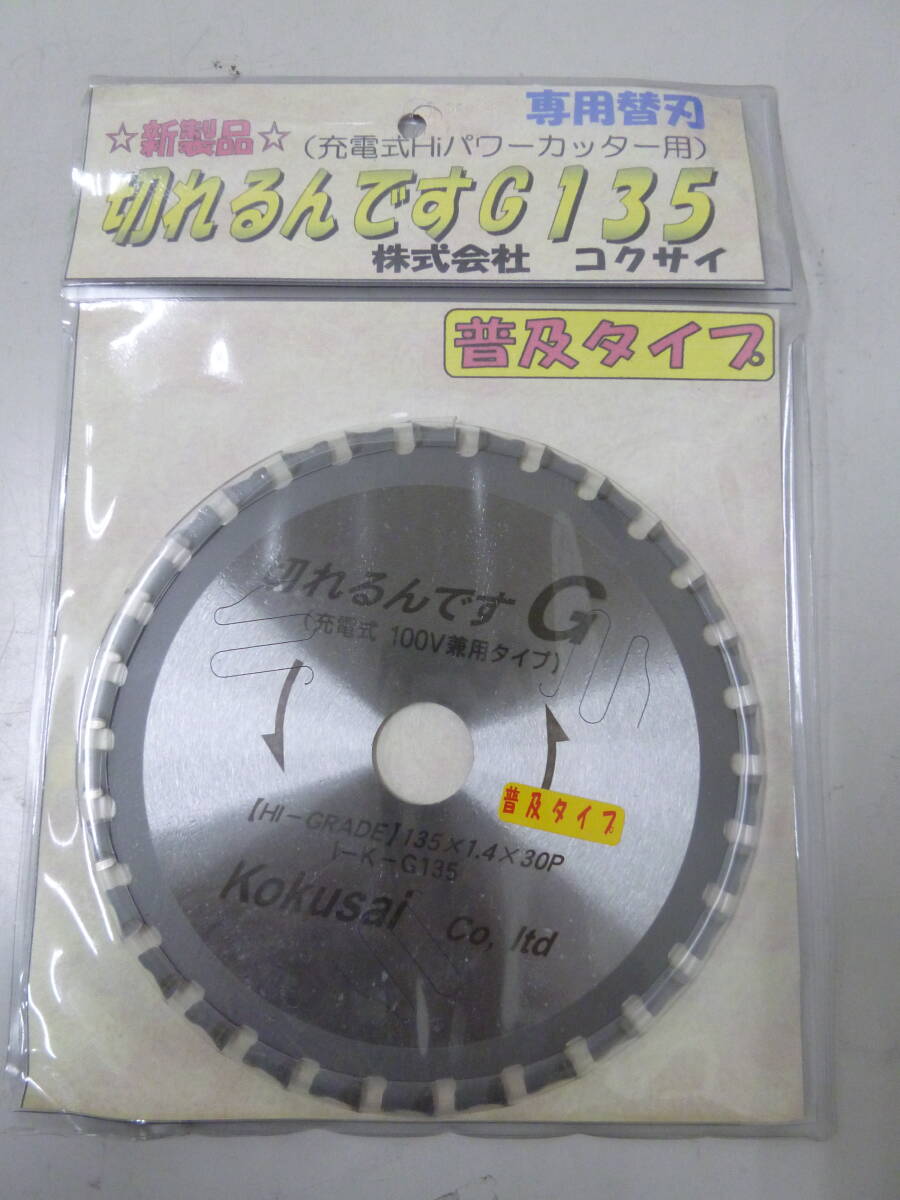 専用替刃
☆新製品☆
(充電式Hiパワーカッター用)
切れるんですG135
株式会社 コクサイ
普及タイプ
切れるんです G
(充電式 100V兼用タイプ)
普及タイプ
【HI-GRADE】135×1.4×30P
I-K-G135
Kokusai Co, ltd